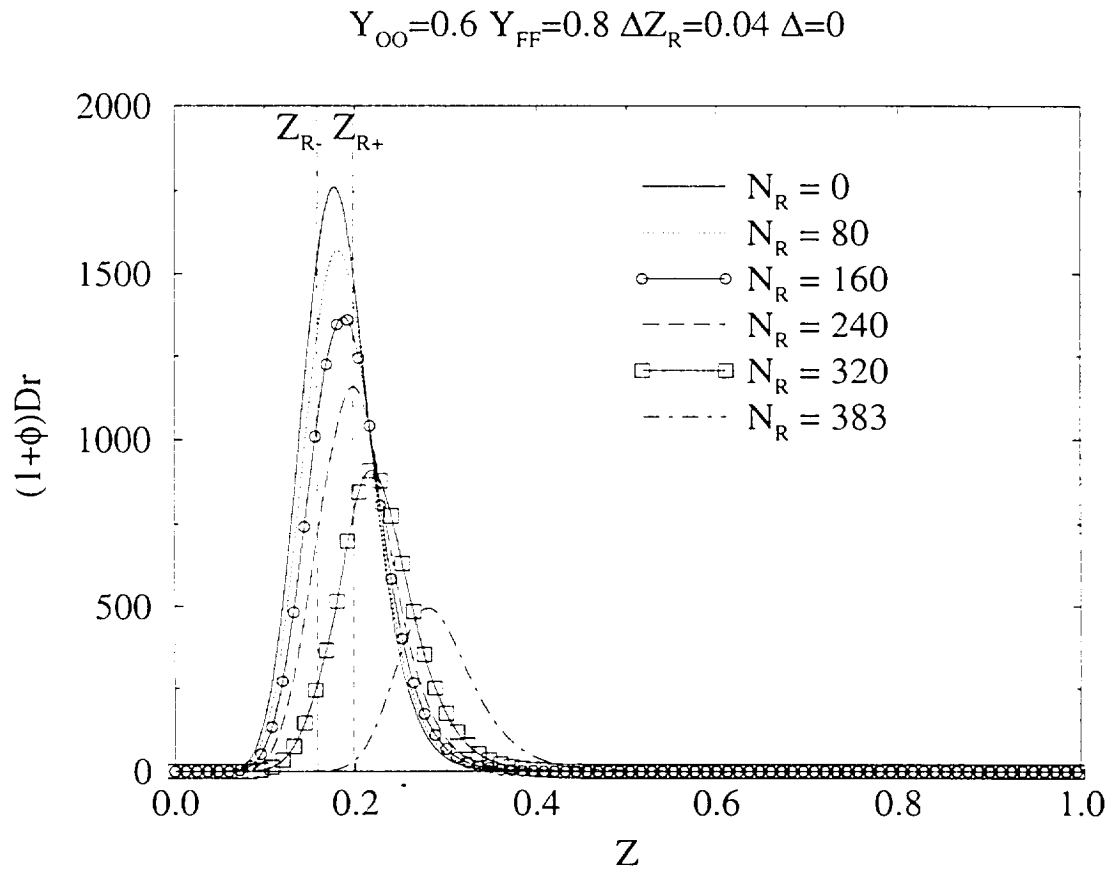 Y_OO=0.6 Y_FF=0.8 ΔZ_R=0.04 Δ=0
2000
1500
1000
500
0
(1+ϕ)Dr
Z_R- Z_R+
N_R = 0
N_R = 80
N_R = 160
N_R = 240
N_R = 320
N_R = 383
0.0 0.2 0.4 0.6 0.8 1.0
Z